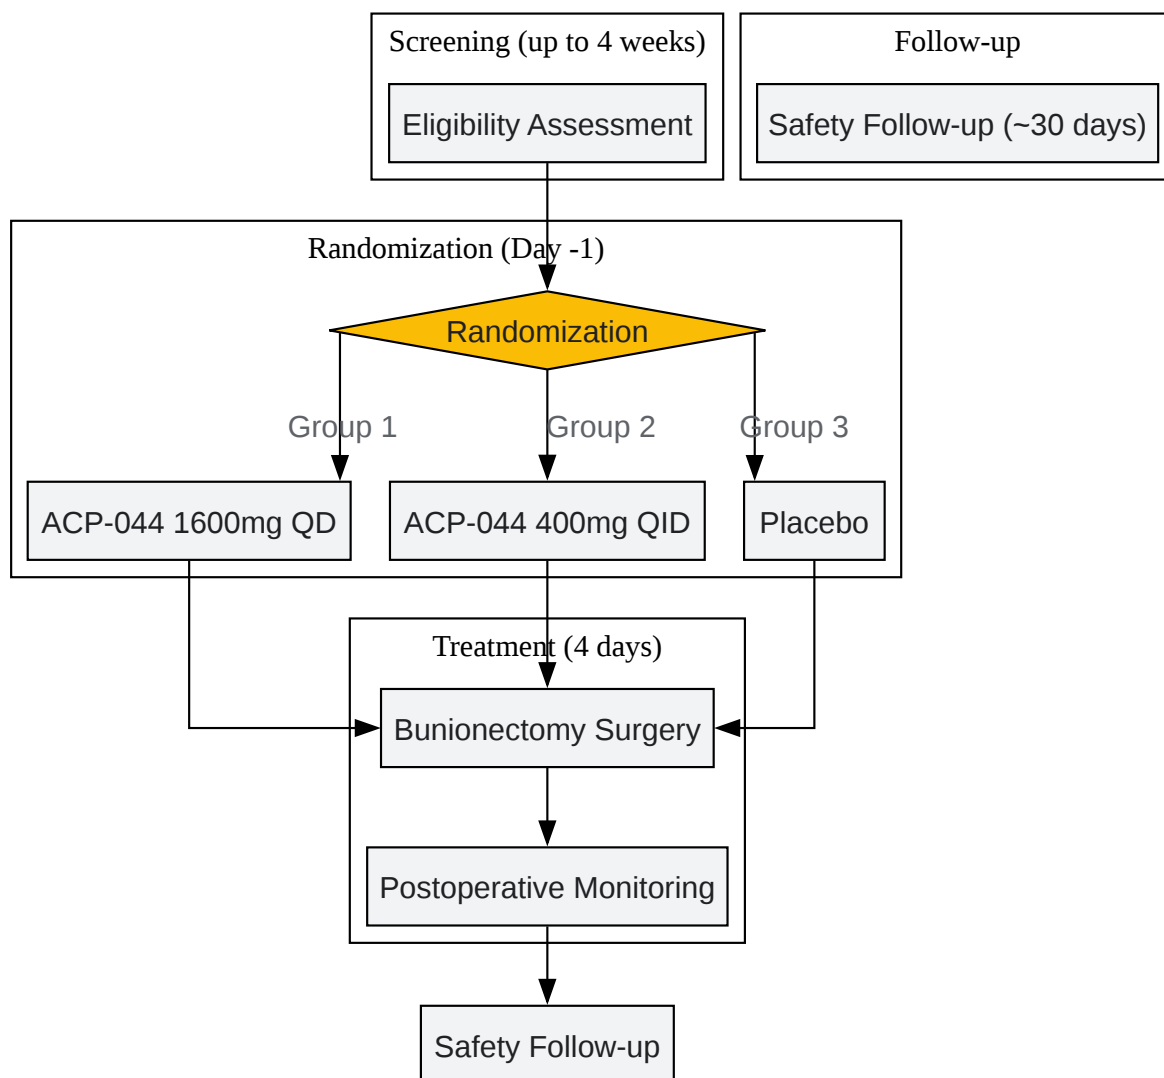 Screening (up to 4 weeks)
Eligibility Assessment
Follow-up
Safety Follow-up (~30 days)
Randomization (Day -1)
Randomization
Group 1
Group 2
Group 3
ACP-044 1600mg QD
ACP-044 400mg QID
Placebo
Treatment (4 days)
Bunionectomy Surgery
Postoperative Monitoring
Safety Follow-up